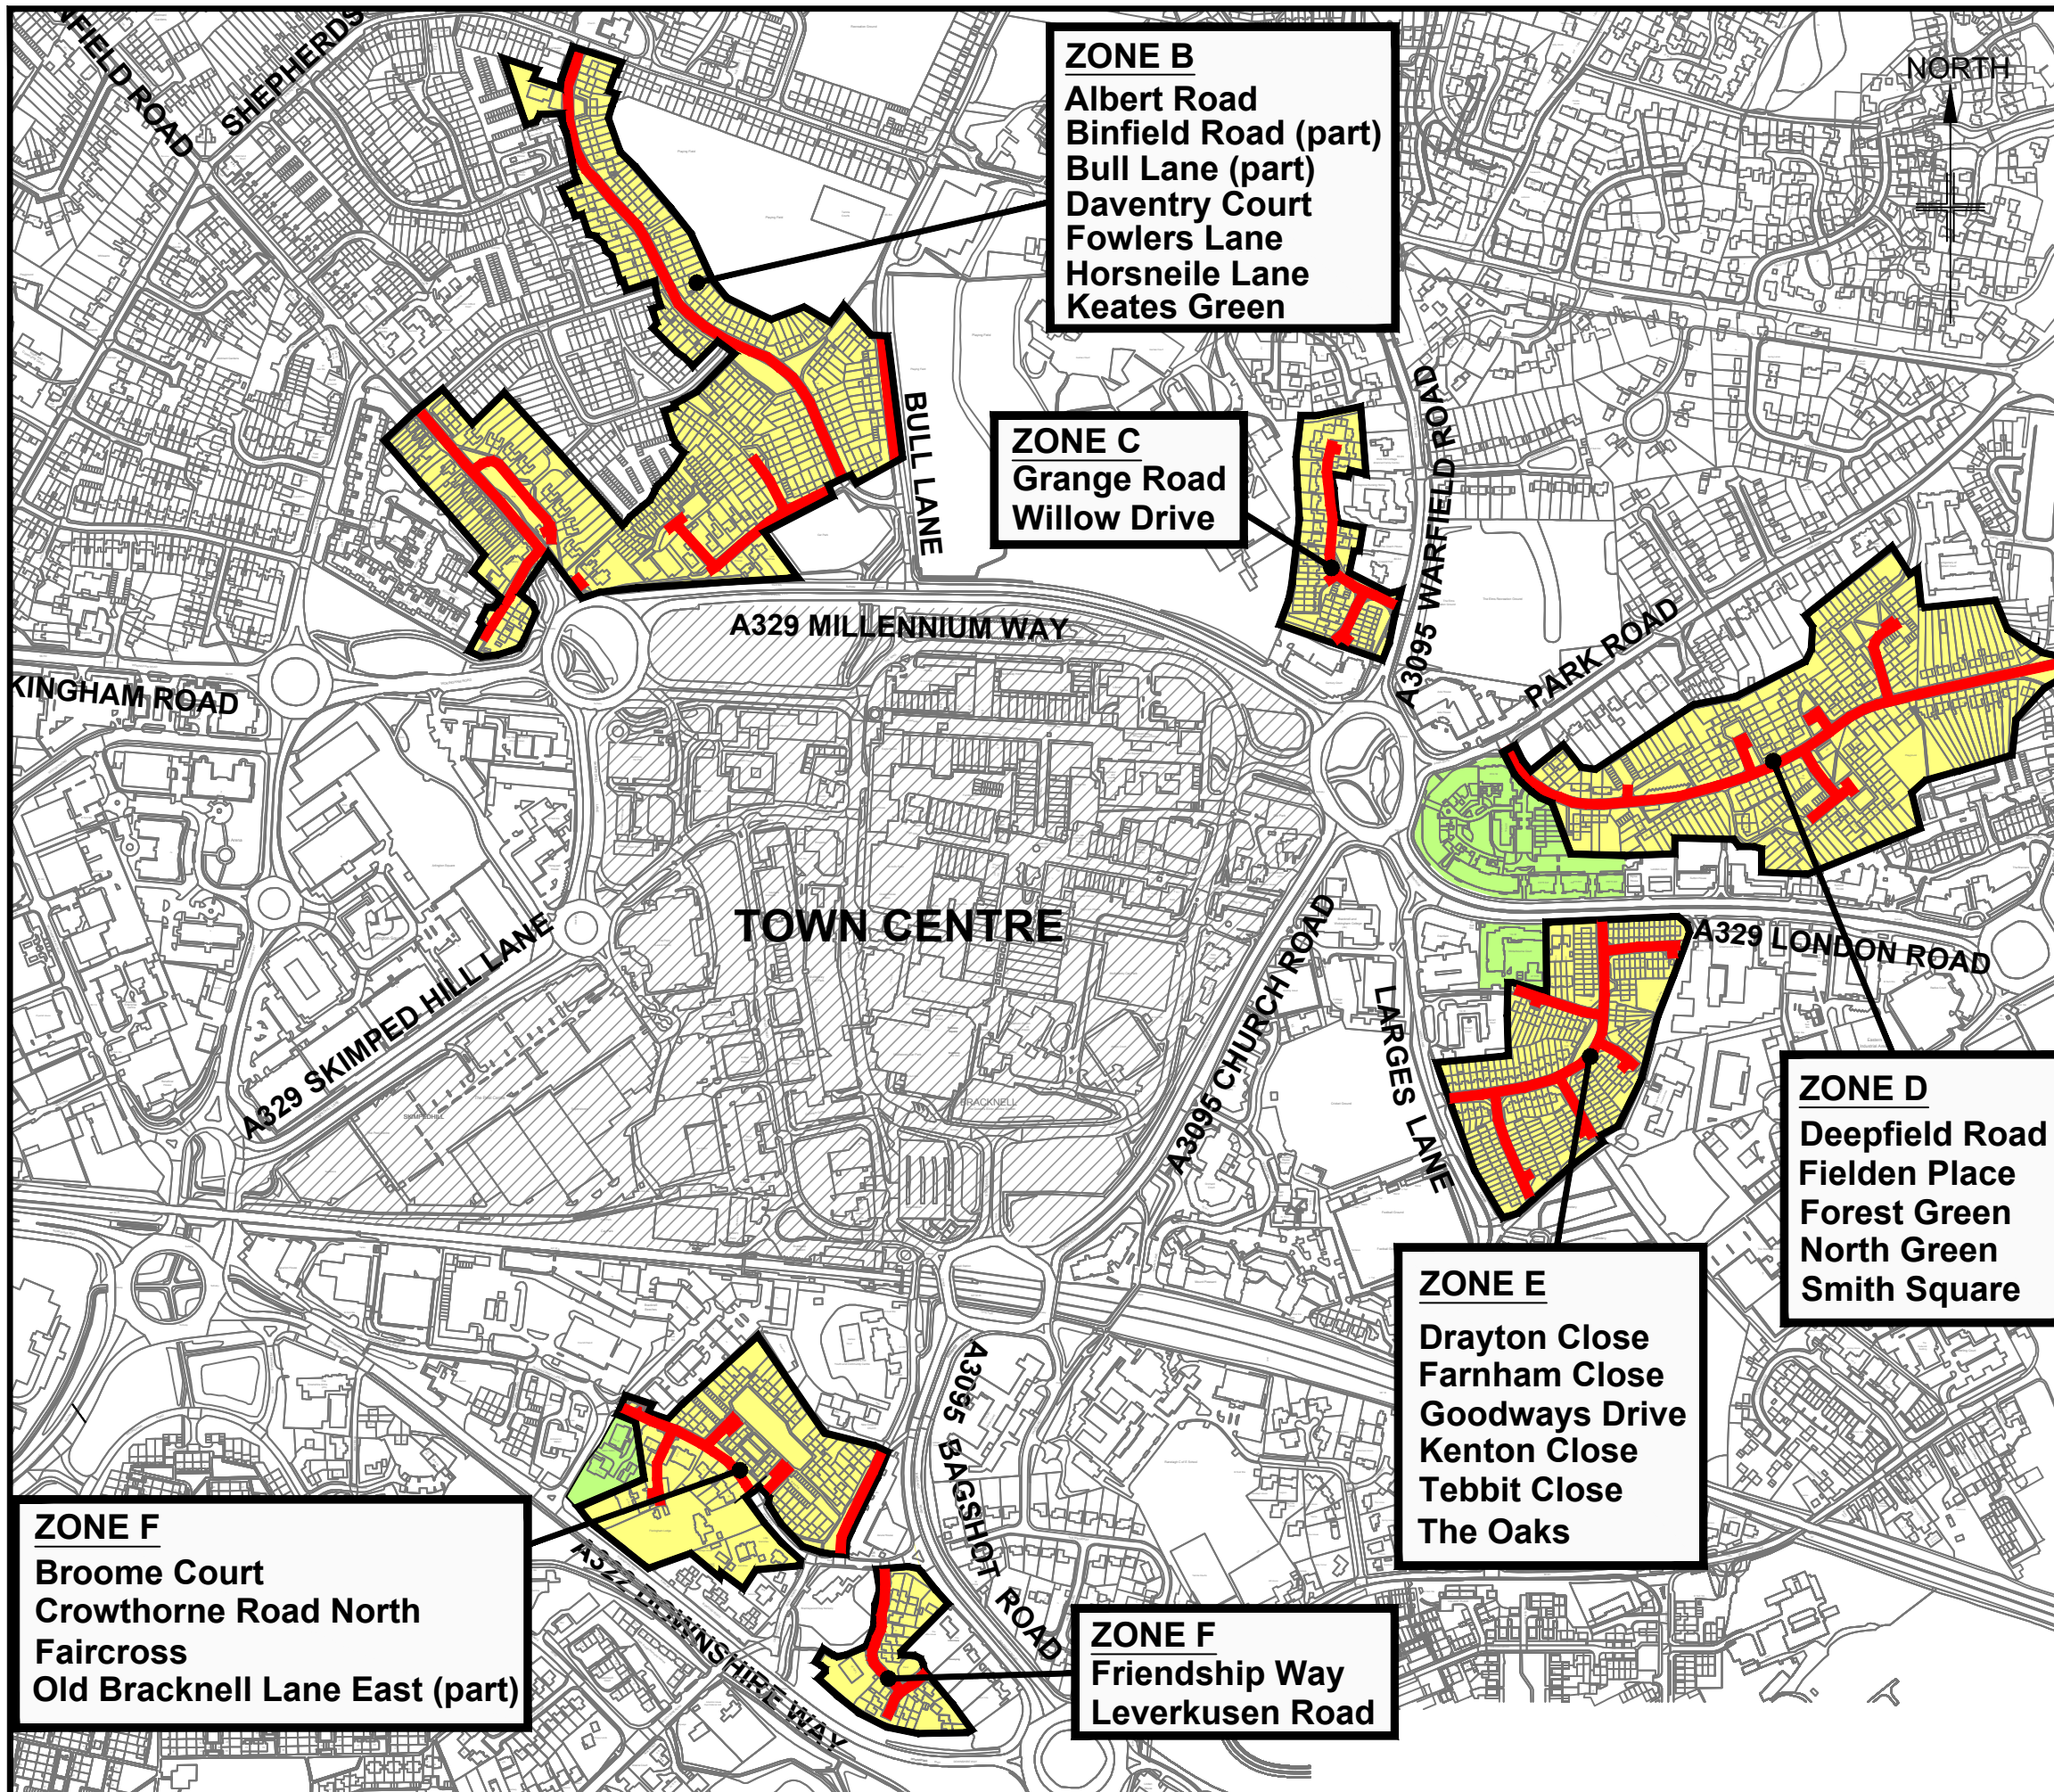 NFIELD ROAD
SHEPHERDS
NORTH
ZONE B
Albert Road
Binfield Road (part)
Bull Lane (part)
Daventry Court
Fowlers Lane
Horsneile Lane
Keates Green
BULL LANE
ZONE C
Grange Road
Willow Drive
A3095 WARFIELD ROAD
A329 MILLENNIUM WAY
PARK ROAD
KINGHAM ROAD
TOWN CENTRE
A329 SKIMPED HILL LANE
A3095 CHURCH ROAD
LARGES LANE
A329 LONDON ROAD
SKIMPEDHILL
BRACKNELL
ZONE D
Deepfield Road
Fielden Place
Forest Green
North Green
Smith Square
ZONE E
Drayton Close
Farnham Close
Goodways Drive
Kenton Close
Tebbit Close
The Oaks
A3095 BAGSHOT ROAD
A322 DOWNSHIRE WAY
ZONE F
Broome Court
Crowthorne Road North
Faircross
Old Bracknell Lane East (part)
ZONE F
Friendship Way
Leverkusen Road